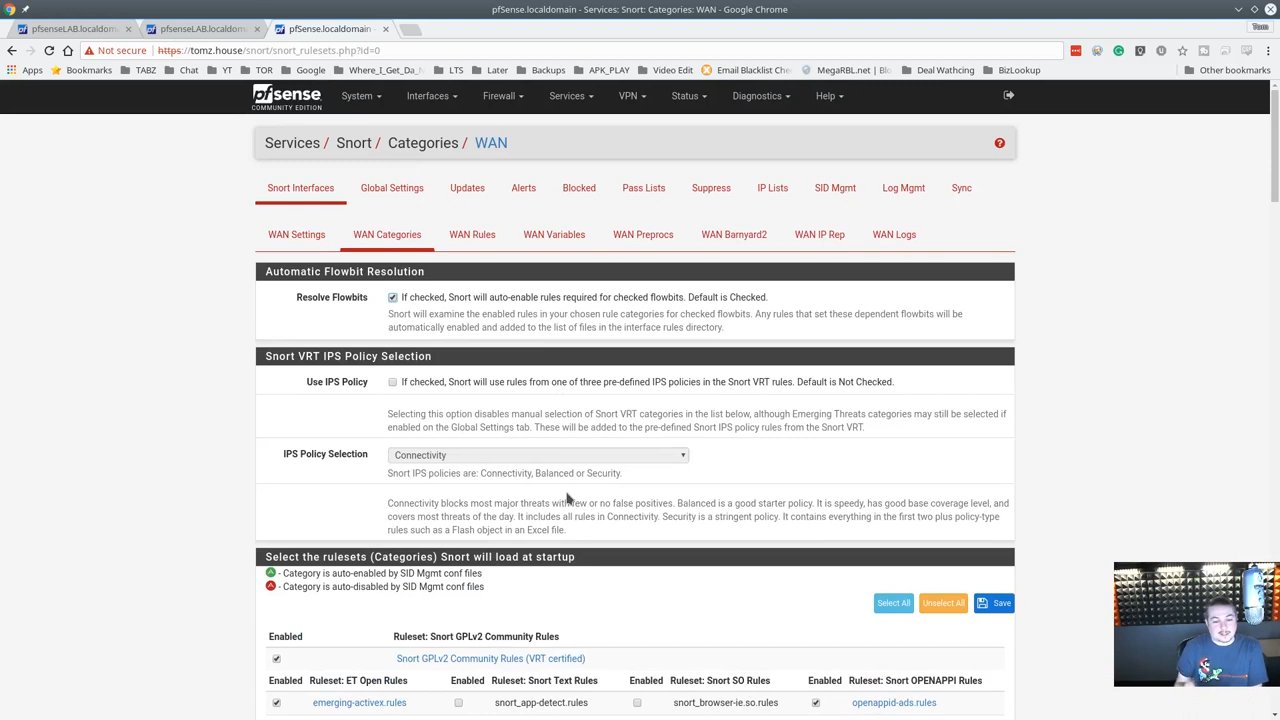 pfSense.localdomain - Services: Snort: Categories: WAN - Google Chrome
pfsenseLAB.localdom
pfsenseLAB.localdom
pfSense.localdomain -
Tom
Not secure
https://tomz.house/snort/snort_rulesets.php?id=0
Apps
Bookmarks
TABZ
Chat
YT
TOR
Google
Where_I_Get_Da_
LTS
Later
Backups
APK_PLAY
Video Edit
Email Blacklist Che
MegaRBL.net | Blo
Deal Wathcing
BizLookup
Other bookmarks
pfsense
COMMUNITY EDITION
System
Interfaces
Firewall
Services
VPN
Status
Diagnostics
Help
Services / Snort / Categories / WAN
Snort Interfaces
Global Settings
Updates
Alerts
Blocked
Pass Lists
Suppress
IP Lists
SID Mgmt
Log Mgmt
Sync
WAN Settings
WAN Categories
WAN Rules
WAN Variables
WAN Preprocs
WAN Barnyard2
WAN IP Rep
WAN Logs
Automatic Flowbit Resolution
Resolve Flowbits
If checked, Snort will auto-enable rules required for checked flowbits. Default is Checked.
Snort will examine the enabled rules in your chosen rule categories for checked flowbits. Any rules that set these dependent flowbits will be
automatically enabled and added to the list of files in the interface rules directory.
Snort VRT IPS Policy Selection
Use IPS Policy
If checked, Snort will use rules from one of three pre-defined IPS policies in the Snort VRT rules. Default is Not Checked.
Selecting this option disables manual selection of Snort VRT categories in the list below, although Emerging Threats categories may still be selected if
enabled on the Global Settings tab. These will be added to the pre-defined Snort IPS policy rules from the Snort VRT.
IPS Policy Selection
Connectivity
Snort IPS policies are: Connectivity, Balanced or Security.
Connectivity blocks most major threats with few or no false positives. Balanced is a good starter policy. It is speedy, has good base coverage level, and
covers most threats of the day. It includes all rules in Connectivity. Security is a stringent policy. It contains everything in the first two plus policy-type
rules such as a Flash object in an Excel file.
Select the rulesets (Categories) Snort will load at startup
- Category is auto-enabled by SID Mgmt conf files
- Category is auto-disabled by SID Mgmt conf files
Select All
Unselect All
Save
Enabled
Ruleset: Snort GPLv2 Community Rules
Snort GPLv2 Community Rules (VRT certified)
Enabled
Ruleset: ET Open Rules
Enabled
Ruleset: Snort Text Rules
Enabled
Ruleset: Snort SO Rules
Enabled
Ruleset: Snort OPENAPPI Rules
emerging-activex.rules
snort_app-detect.rules
snort_browser-ie.so.rules
openappid-ads.rules